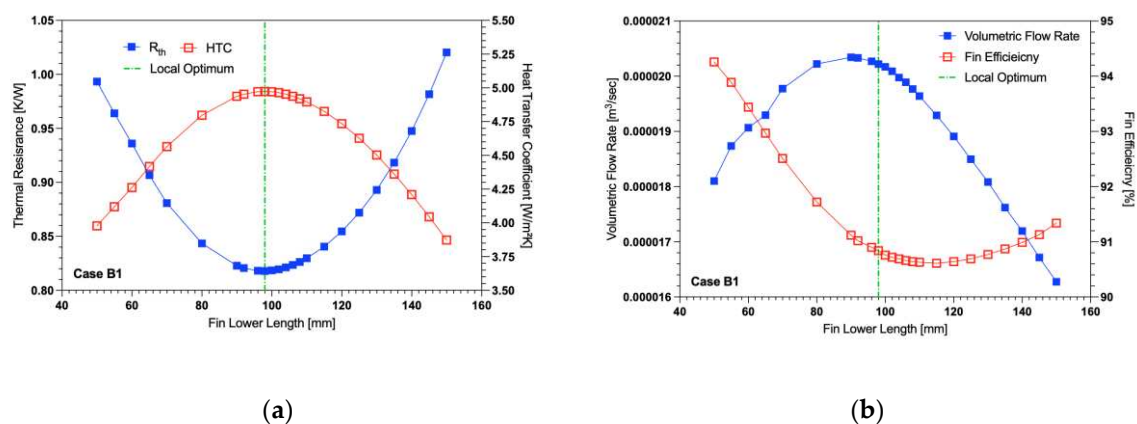 1.05
1.00
0.95
0.90
0.85
0.80
Thermal Resisrance [K/W]
R_th HTC
Local Optimum
Case B1
5.50
5.25
5.00
4.75
4.50
4.25
4.00
3.75
3.50
Heat Transfer Coefficient [W/m²K]
40 60 80 100 120 140 160
Fin Lower Length [mm]
(a)
0.000021
0.000020
0.000019
0.000018
0.000017
0.000016
Volumetric Flow Rate [m³/sec]
Volumetric Flow Rate
Fin Efficieicny
Local Optimum
Case B1
95
94
93
92
91
90
Fin Efficieicny [%]
40 60 80 100 120 140 160
Fin Lower Length [mm]
(b)